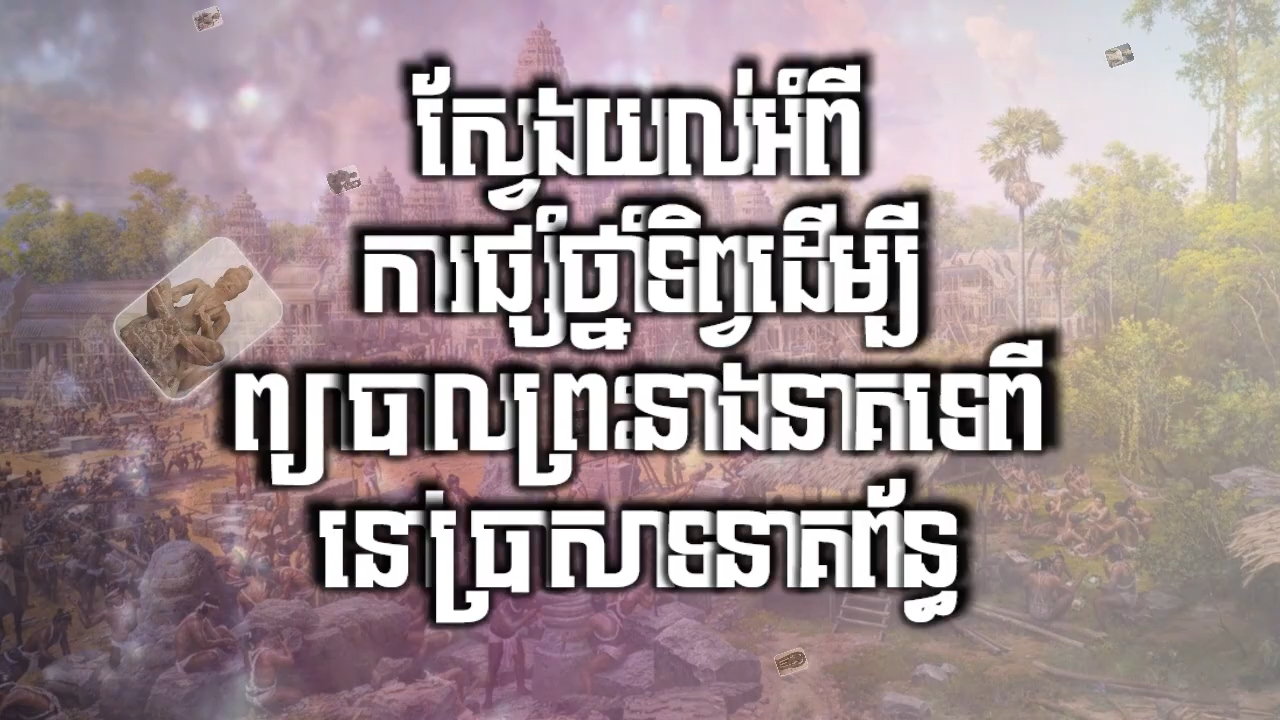 ស្វែងយល់អំពី
ការផ្សំថ្នាំទិព្វដើម្បី
ព្យាបាលព្រះនាងនាគទេពី
នៅប្រាសាទនាគព័ន្ធ